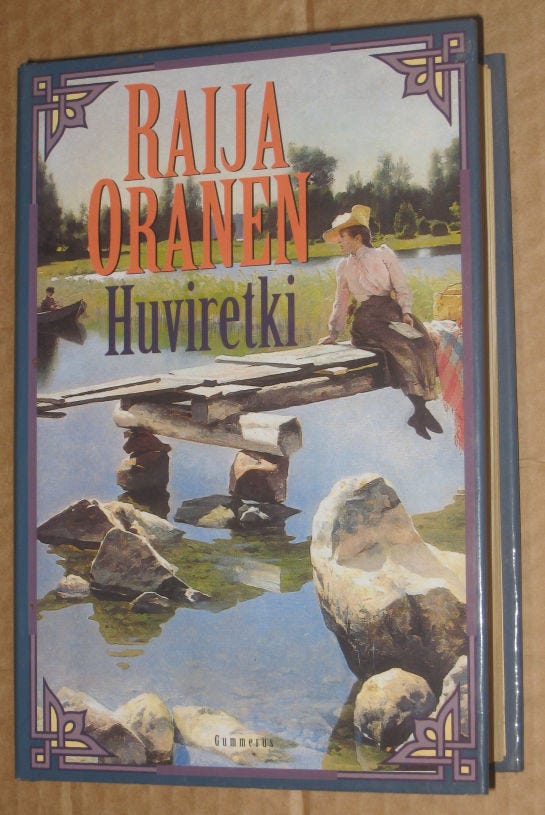 RAIJA
ORANEN
Huviretki
Gummerus